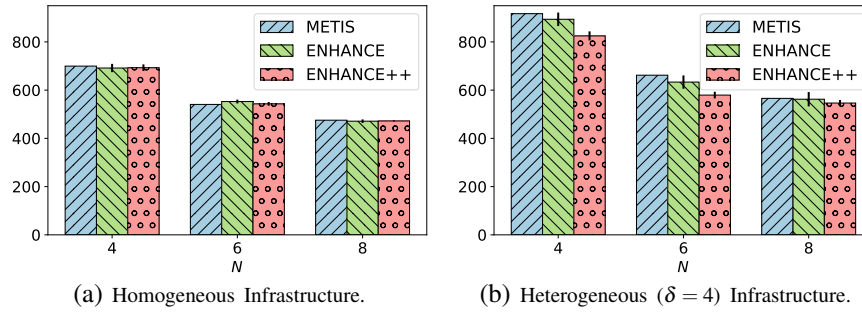 METIS
ENHANCE
ENHANCE++
800
600
400
200
0
4
6
8
N
(a) Homogeneous Infrastructure.
METIS
ENHANCE
ENHANCE++
800
600
400
200
0
4
6
8
N
(b) Heterogeneous (δ = 4) Infrastructure.